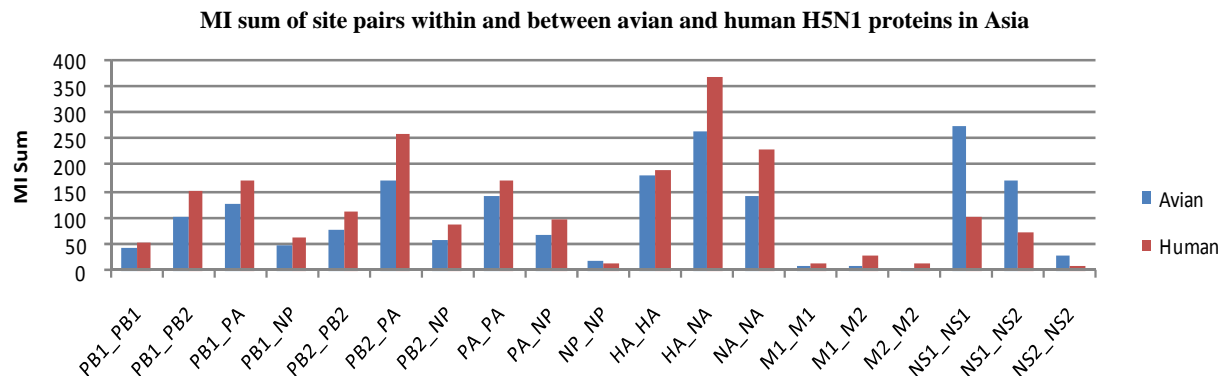 MI sum of site pairs within and between avian and human H5N1 proteins in Asia
400
350
300
250
200
150
100
50
0
MI Sum
PB1_PB1
PB1_PB2
PB1_PA
PB1_NP
PB2_PB2
PB2_PA
PB2_NP
PA_PA
PA_NP
NP_NP
HA_HA
HA_NA
NA_NA
M1_M1
M1_M2
M2_M2
NS1_NS1
NS1_NS2
NS2_NS2
Avian
Human